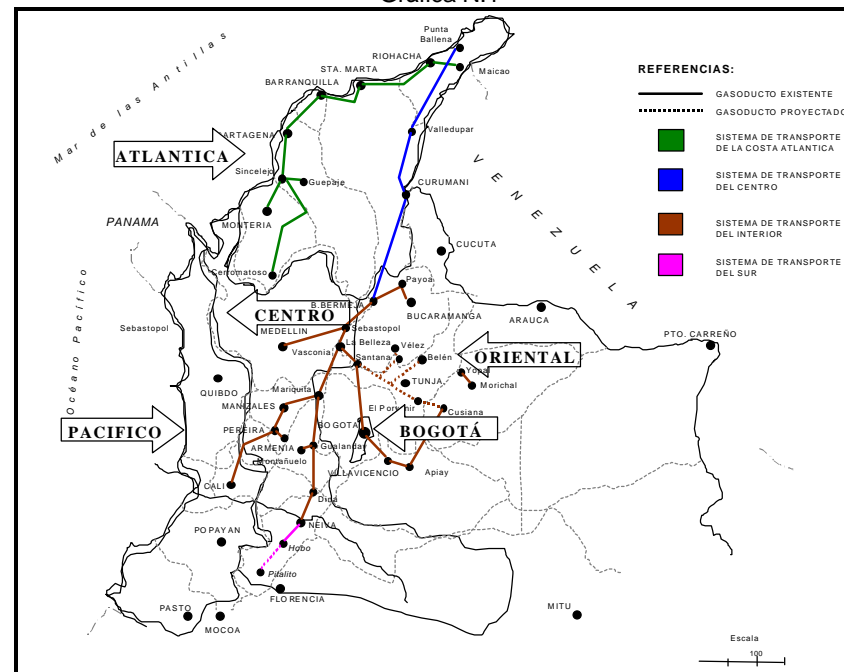 Gráfica N.1
Punta
Ballena
RIOHACHA
Maicao
STA. MARTA
BARRANQUILLA
Mar de las Antillas
REFERENCIAS:
GASODUCTO EXISTENTE
GASODUCTO PROYECTADO
SISTEMA DE TRANSPORTE
DE LA COSTA ATLANTICA
SISTEMA DE TRANSPORTE
DEL CENTRO
SISTEMA DE TRANSPORTE
DEL INTERIOR
SISTEMA DE TRANSPORTE
DEL SUR
CARTAGENA
Valledupar
ATLANTICA
VENEZUELA
Sincelejo
Guepaje
CURUMANI
PANAMA
MONTERIA
CUCUTA
Cerromatoso
Payoa
Océano Pacífico
B.BERMEJA
BUCARAMANGA
ARAUCA
CENTRO
Sebastopol
MEDELLIN
Sebastopol
PTO. CARREÑO
Vasconia
La Belleza
Vélez
Santana
Belén
ORIENTAL
Yopal
Morichal
QUIBDO
TUNJA
Mariquita
MANIZALES
El Porvenir
Cusiana
PACIFICO
PEREIRA
BOGOTÁ
BOGOTÁ
ARMENIA
Gualanday
Montañuelo
VILLAVICENCIO
Apiay
CALI
Dina
NEIVA
POPAYAN
Hobo
Pitalito
FLORENCIA
PASTO
MOCOA
MITU
Escala
100